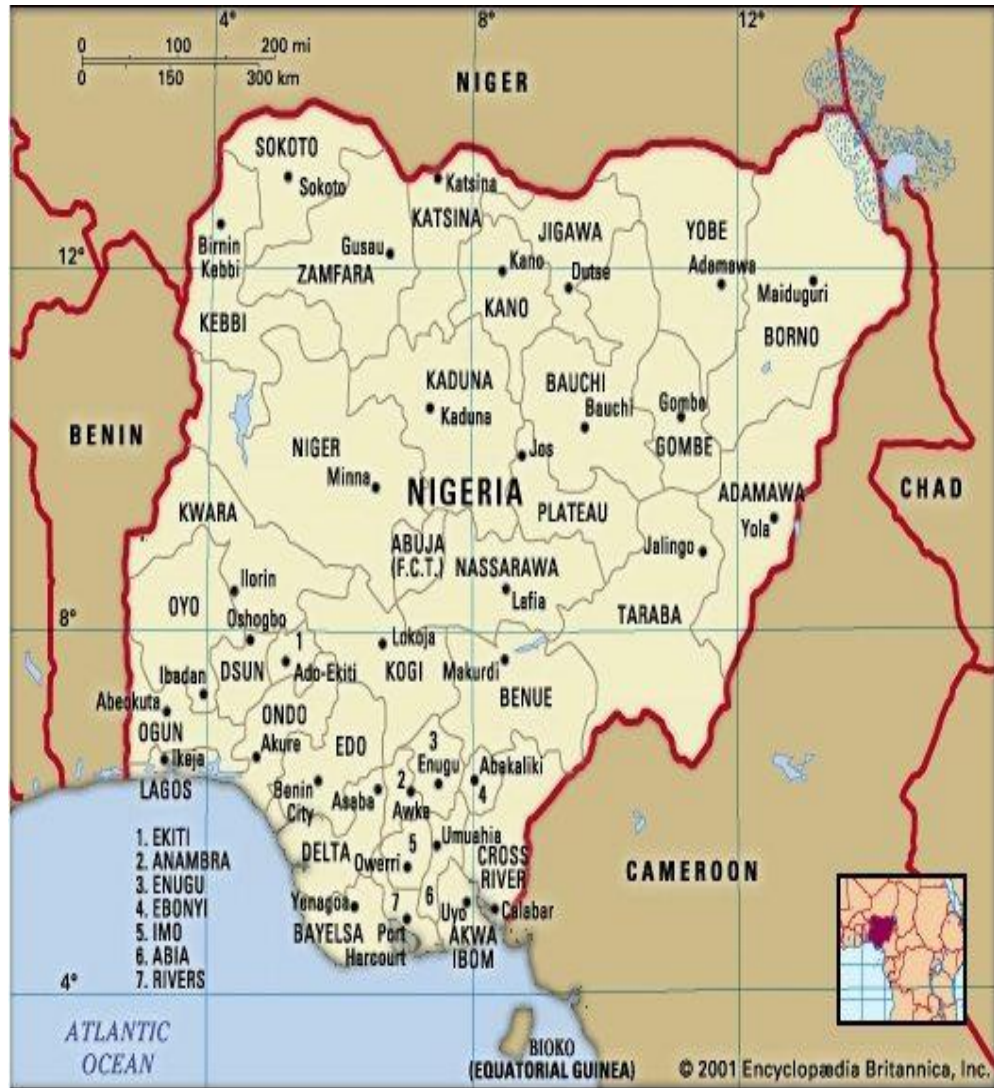 4°
8°
12°
0 100 200 mi
0 150 300 km
NIGER
SOKOTO
Sokoto
Katsina
KATSINA
Birnin
Kebbi
Gusau
ZAMFARA
JIGAWA
YOBE
12°
Kano
Dutse
Adamawa
Maiduguri
KEBBI
KANO
BORNO
KADUNA
Kaduna
BAUCHI
Bauchi
Gombe
GOMBE
BENIN
NIGER
Minna
Jos
NIGERIA
PLATEAU
ADAMAWA
Yola
CHAD
KWARA
ABUJA
(F.C.T.)
NASSARAWA
Lafia
Jalingo
TARABA
Ilorin
OYO
Oshogbo
8°
1
Lokoja
DSUN
Ado-Ekiti
KOGI
Makurdi
BENUE
Ibadan
Abeokuta
OGUN
ONDO
Akure
EDO
3
Enugu
Abakaliki
Ikeja
LAGOS
Benin
City
Asaba
2
Awka
4
1. EKITI
2. ANAMBRA
3. ENUGU
4. EBONYI
5. IMO
6. ABIA
7. RIVERS
DELTA
Owerri
5
Umuahia
CROSS
RIVER
CAMEROON
Yenagoa
BAYELSA
7
Port
Harcourt
6
Uyo
AKWA
IBOM
Calabar
4°
ATLANTIC
OCEAN
BIOKO
(EQUATORIAL GUINEA)
© 2001 Encyclopædia Britannica, Inc.